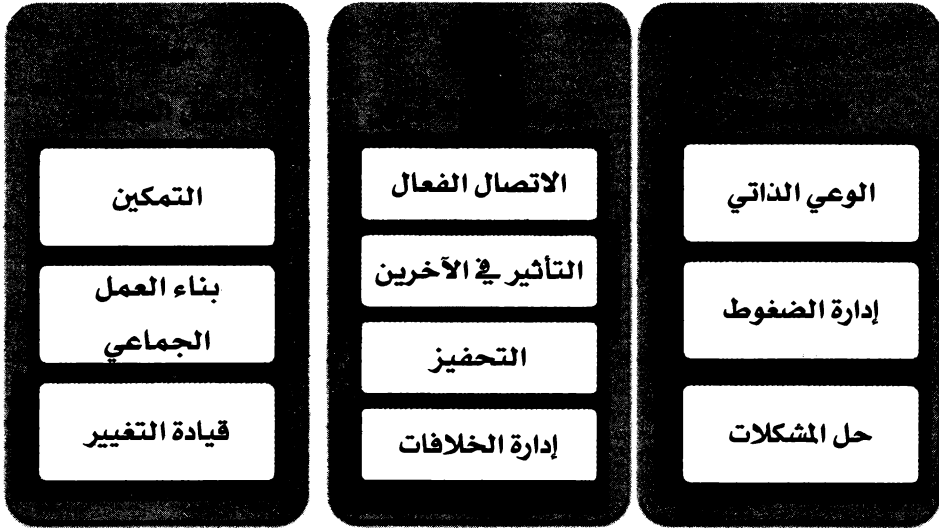 الوعي الذاتي
إدارة الضغوط
حل المشكلات
الاتصال الفعال
التأثير في الآخرين
التحفيز
إدارة الخلافات
التمكين
بناء العمل
الجماعي
قيادة التغيير